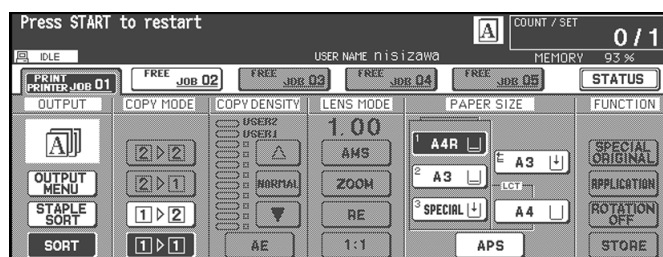 Press START to restart
A
COUNT / SET
0 / 1
IDLE
USER NAME nisizawa
MEMORY 93 %
PRINT
PRINTER JOB 01
FREE JOB 02
FREE JOB 03
FREE JOB 04
FREE JOB 05
STATUS
OUTPUT
COPY MODE
COPY DENSITY
LENS MODE
PAPER SIZE
FUNCTION
A
OUTPUT
MENU
STAPLE
SORT
SORT
2 ▷ 2
2 ▷ 1
1 ▷ 2
1 ▷ 1
USER2
USER1
NORMAL
AE
1.00
AMS
ZOOM
RE
1:1
1 A4R
2 A3
3 SPECIAL
A3
LCT
A4
APS
SPECIAL
ORIGINAL
APPLICATION
ROTATION
OFF
STORE